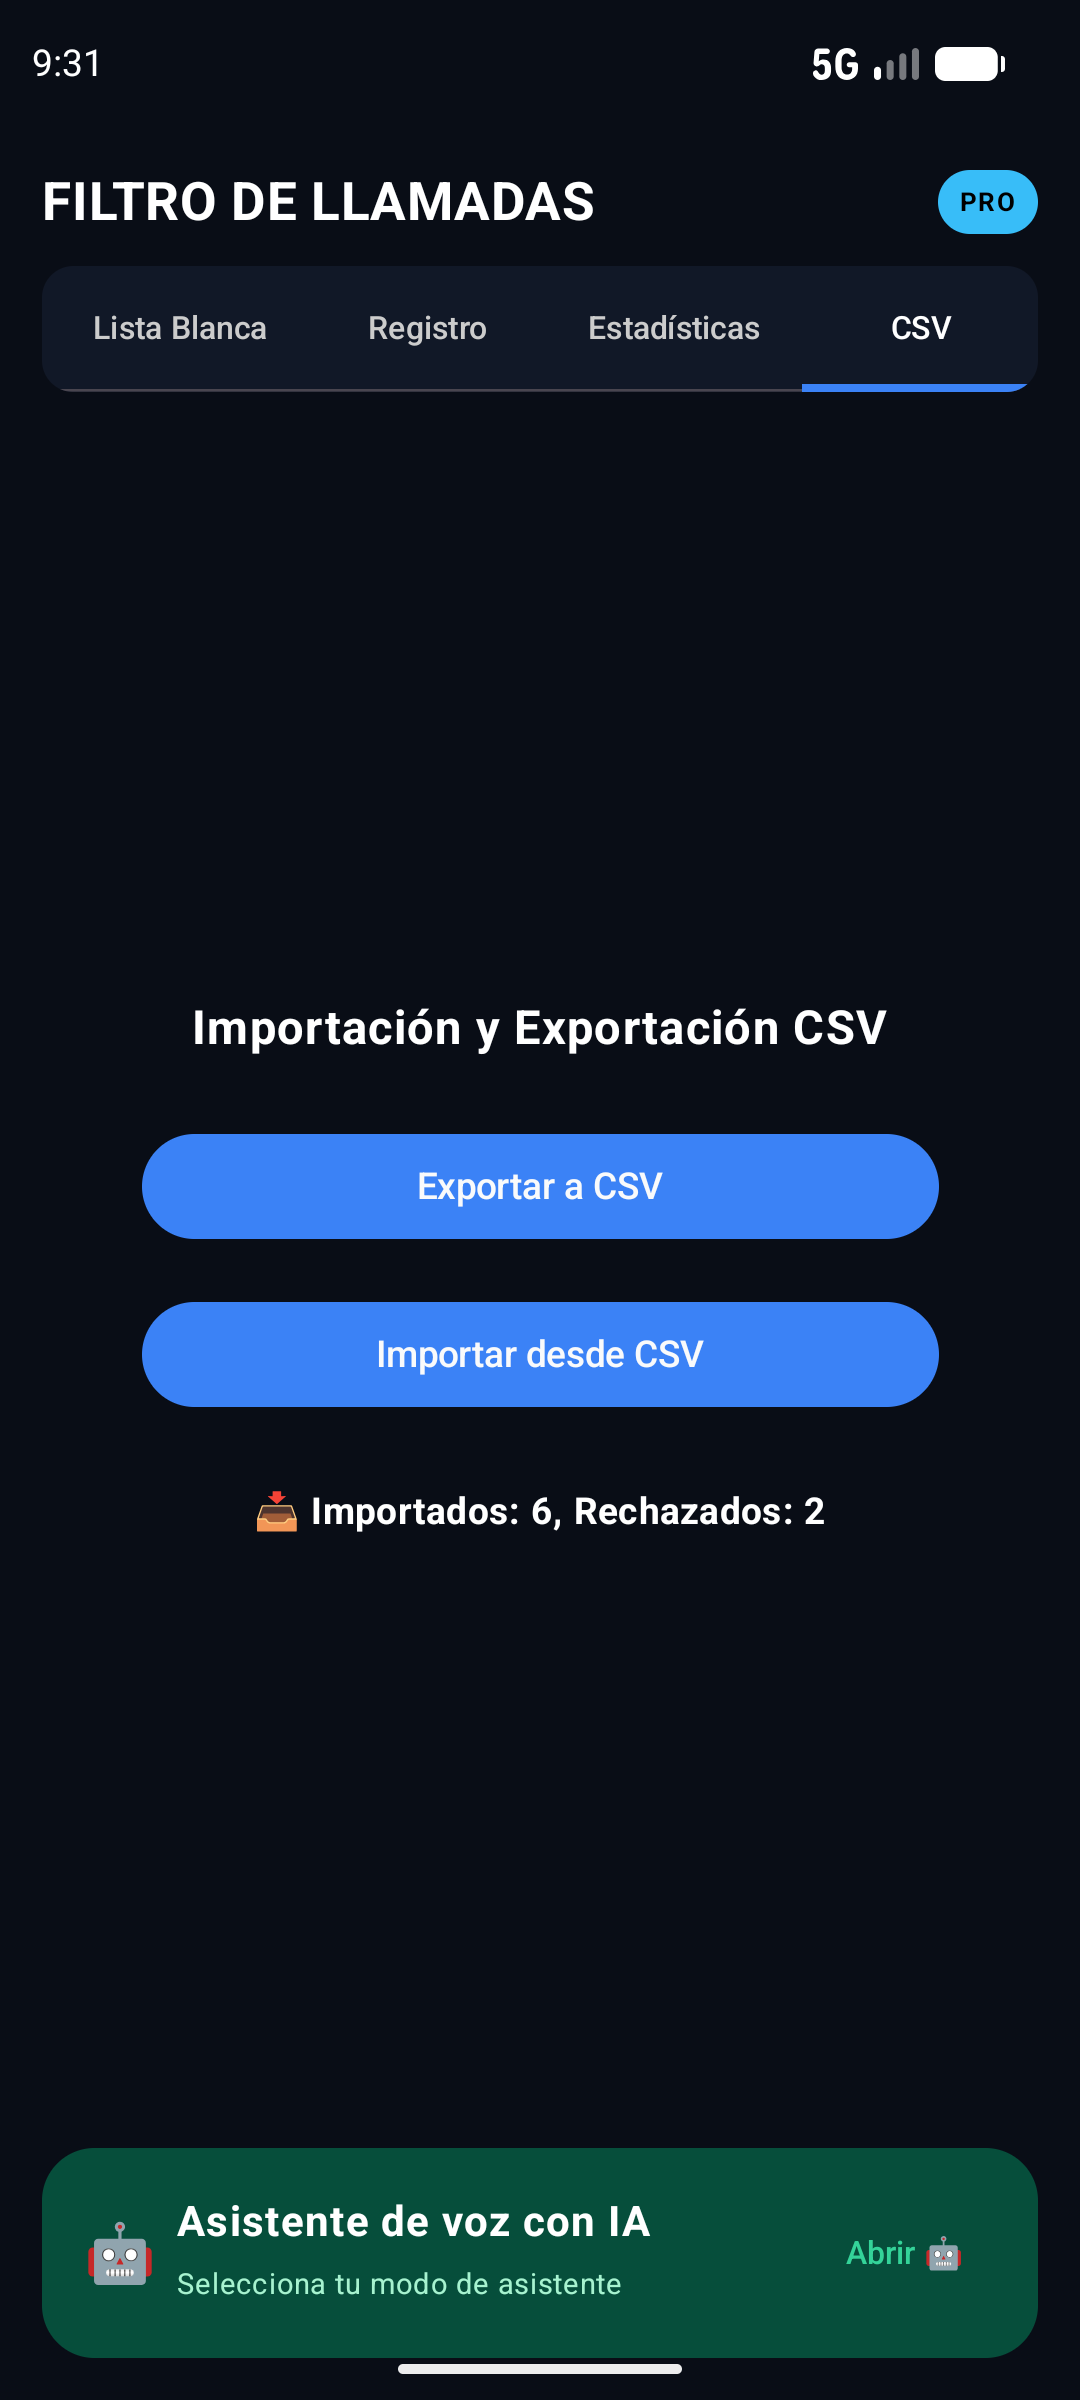 9:31
5G
FILTRO DE LLAMADAS
PRO
Lista Blanca
Registro
Estadísticas
CSV
Importación y Exportación CSV
Exportar a CSV
Importar desde CSV
📥 Importados: 6, Rechazados: 2
Asistente de voz con IA
Selecciona tu modo de asistente
Abrir 🤖